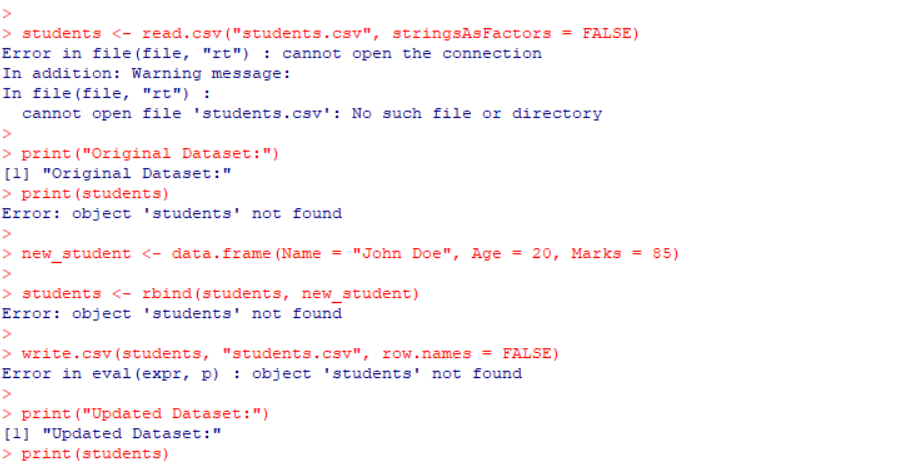 >
> students <- read.csv("students.csv", stringsAsFactors = FALSE)
Error in file(file, "rt") : cannot open the connection
In addition: Warning message:
In file(file, "rt") :
  cannot open file 'students.csv': No such file or directory
>
> print("Original Dataset:")
[1] "Original Dataset:"
> print(students)
Error: object 'students' not found
>
> new_student <- data.frame(Name = "John Doe", Age = 20, Marks = 85)
>
> students <- rbind(students, new_student)
Error: object 'students' not found
>
> write.csv(students, "students.csv", row.names = FALSE)
Error in eval(expr, p) : object 'students' not found
>
> print("Updated Dataset:")
[1] "Updated Dataset:"
> print(students)